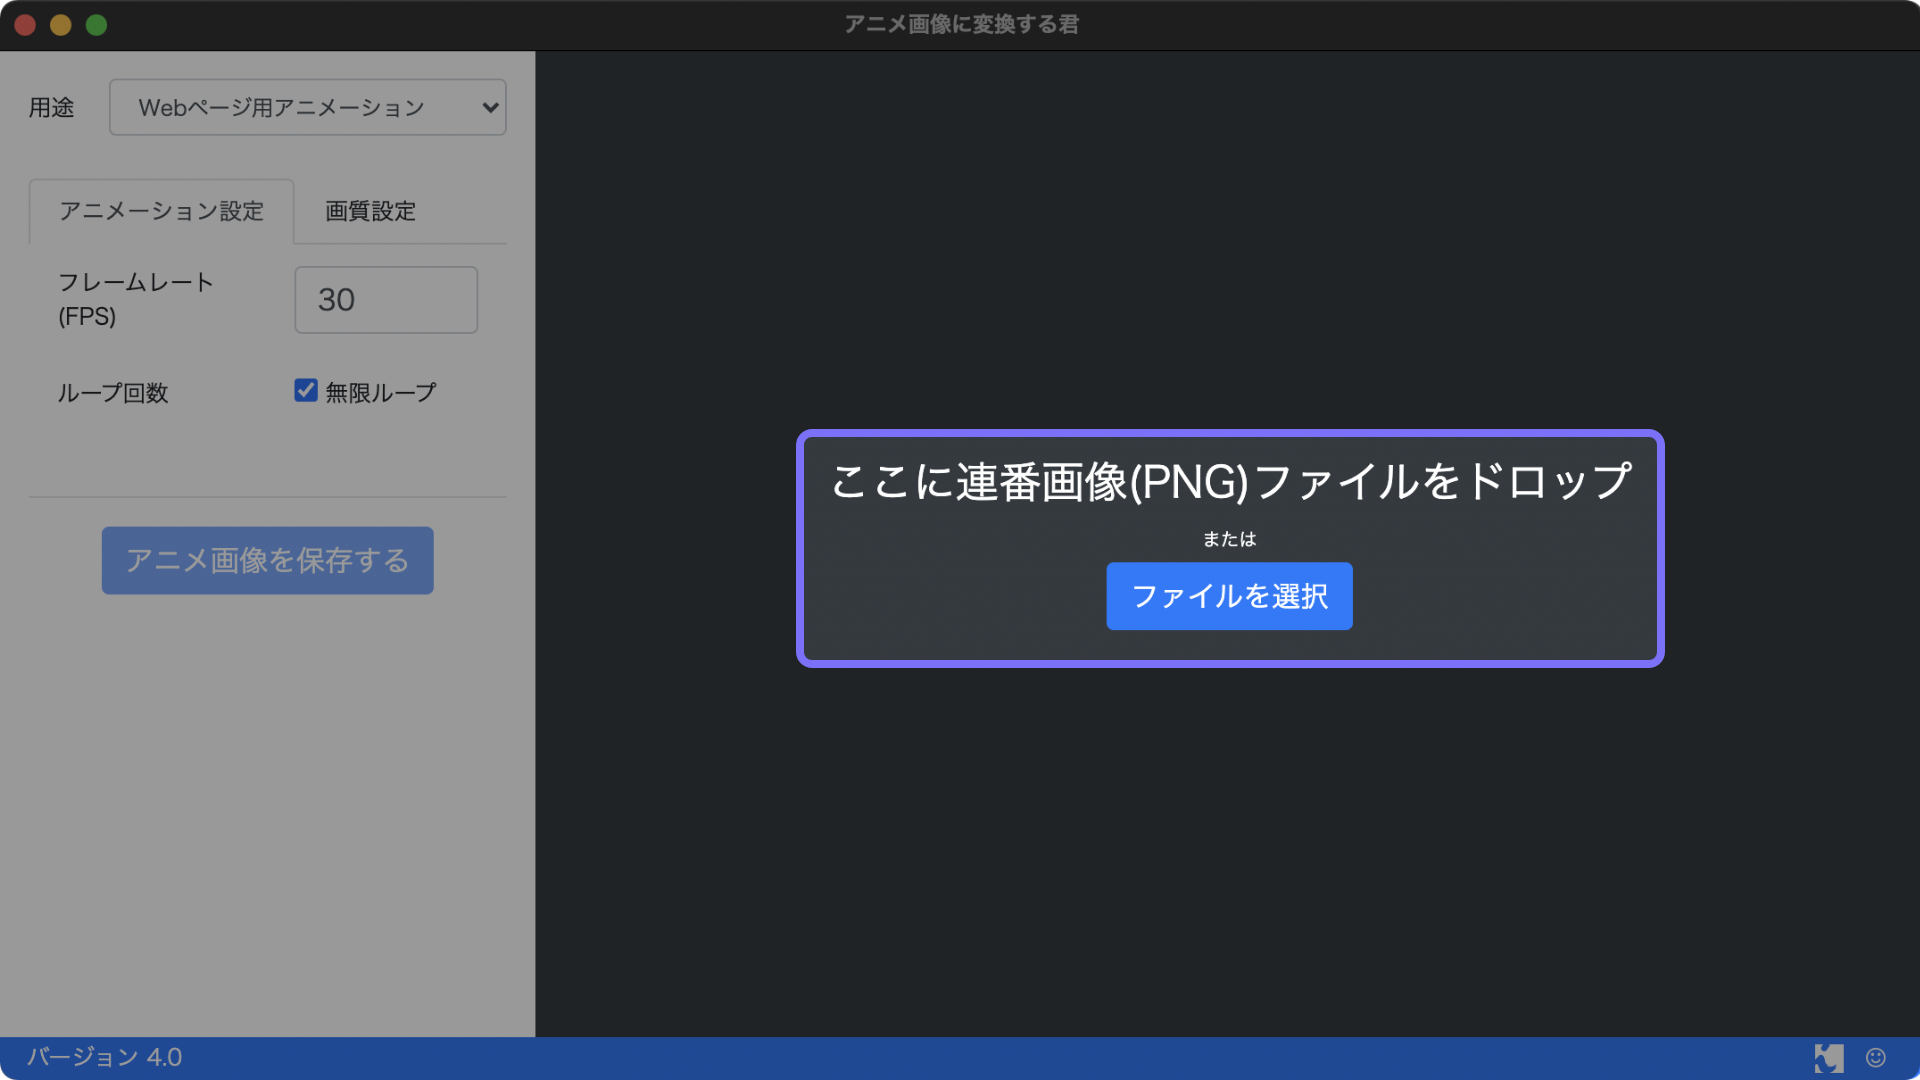 アニメ画像に変換する君
用途
Webページ用アニメーション
アニメーション設定
画質設定
フレームレート
(FPS)
30
ループ回数
無限ループ
アニメ画像を保存する
ここに連番画像(PNG)ファイルをドロップ
または
ファイルを選択
バージョン 4.0